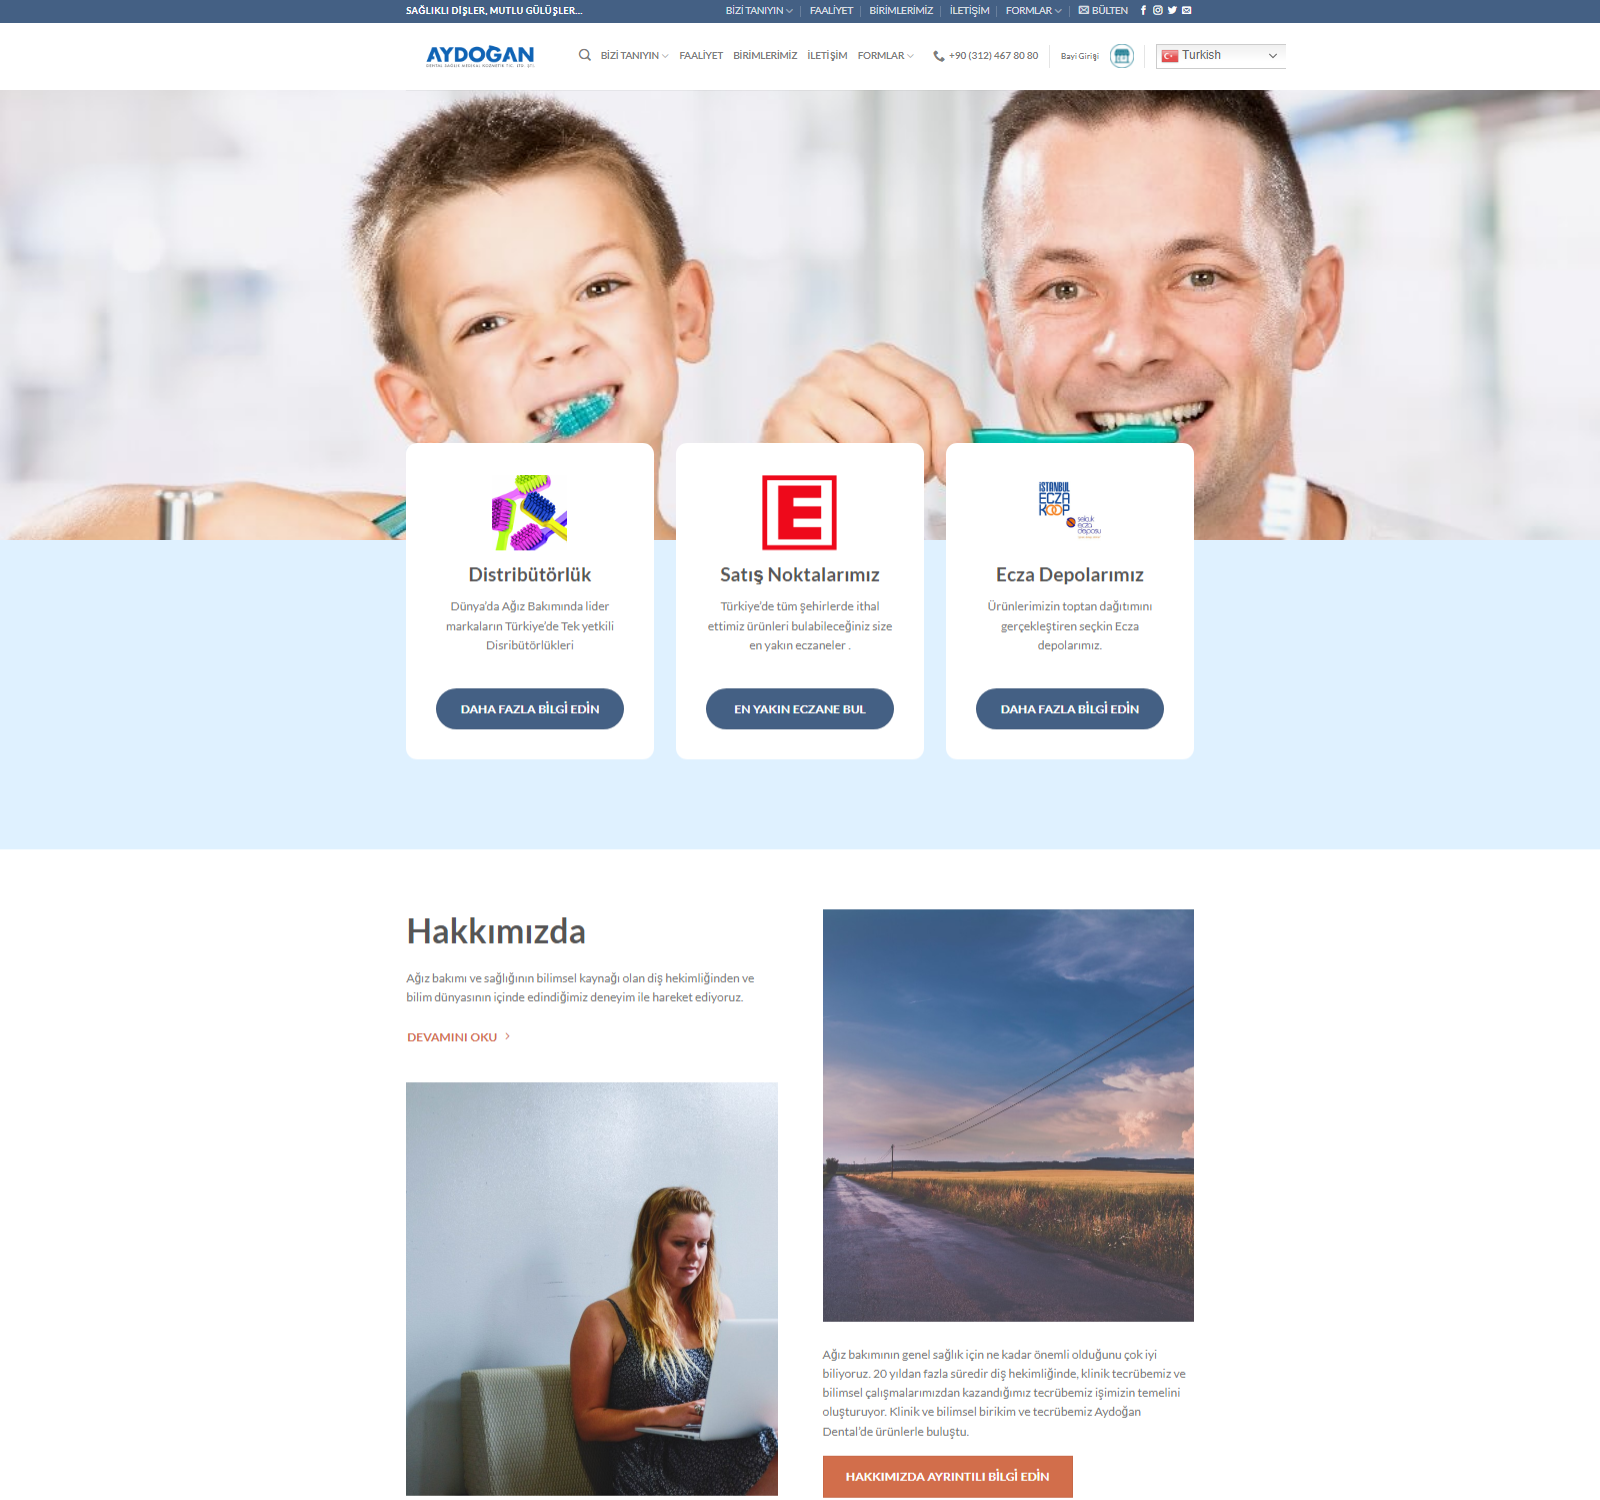 SAĞLIKLI DİŞLER, MUTLU GÜLÜŞLER...
BİZİ TANIYIN
FAALİYET
BİRİMLERİMİZ
İLETİŞİM
FORMLAR
BÜLTEN
AYDOĞAN
DENTAL SAĞLIK MEDİKAL KOZMETİK TİC. LTD. ŞTİ.
BİZİ TANIYIN
FAALİYET
BİRİMLERİMİZ
İLETİŞİM
FORMLAR
+90 (312) 467 80 80
Bayi Girişi
Turkish
Distribütörlük
Dünya’da Ağız Bakımında lider
markaların Türkiye’de Tek yetkili
Disribütörlükleri
DAHA FAZLA BİLGİ EDİN
E
Satış Noktalarımız
Türkiye’de tüm şehirlerde ithal
ettimiz ürünleri bulabileceğiniz size
en yakın eczaneler .
EN YAKIN ECZANE BUL
İSTANBUL
ECZA
KOOP
selçuk
ecza
deposu
Ecza Depolarımız
Ürünlerimizin toptan dağıtımını
gerçekleştiren seçkin Ecza
depolarımız.
DAHA FAZLA BİLGİ EDİN
Hakkımızda
Ağız bakımı ve sağlığının bilimsel kaynağı olan diş hekimliğinden ve
bilim dünyasının içinde edindiğimiz deneyim ile hareket ediyoruz.
DEVAMINI OKU
Ağız bakımının genel sağlık için ne kadar önemli olduğunu çok iyi
biliyoruz. 20 yıldan fazla süredir diş hekimliğinde, klinik tecrübemiz ve
bilimsel çalışmalarımızdan kazandığımız tecrübemiz işimizin temelini
oluşturuyor. Klinik ve bilimsel birikim ve tecrübemiz Aydoğan
Dental’de ürünlerle buluştu.
HAKKIMIZDA AYRINTILI BİLGİ EDİN